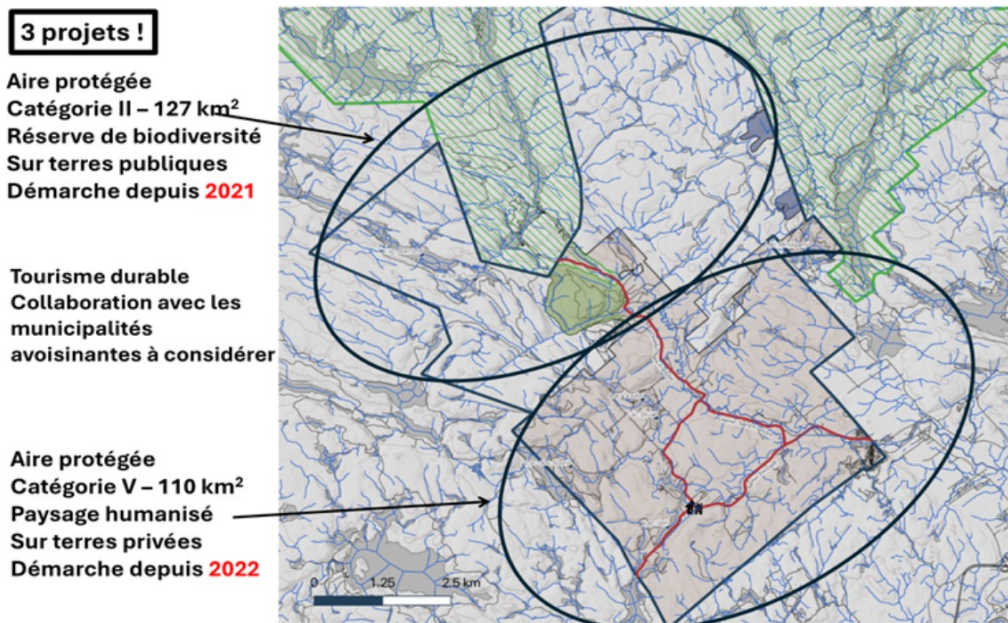 3 projets !
Aire protégée
Catégorie II – 127 km²
Réserve de biodiversité
Sur terres publiques
Démarche depuis 2021
Tourisme durable
Collaboration avec les
municipalités
avoisinantes à considérer
Aire protégée
Catégorie V – 110 km²
Paysage humanisé
Sur terres privées
Démarche depuis 2022
0 1.25 2.5 km